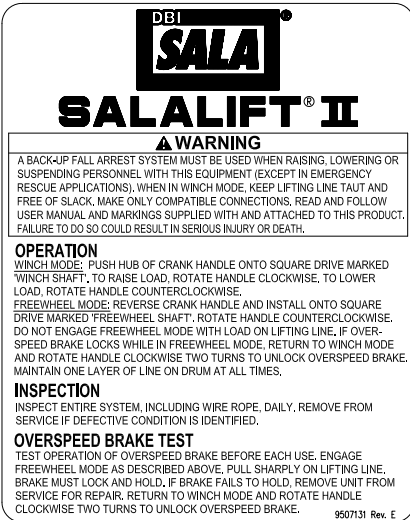 DBI
SALA®
SALALIFT® II
⚠WARNING
A BACK-UP FALL ARREST SYSTEM MUST BE USED WHEN RAISING, LOWERING OR
SUSPENDING PERSONNEL WITH THIS EQUIPMENT (EXCEPT IN EMERGENCY
RESCUE APPLICATIONS). WHEN IN WINCH MODE, KEEP LIFTING LINE TAUT AND
FREE OF SLACK. MAKE ONLY COMPATIBLE CONNECTIONS. READ AND FOLLOW
USER MANUAL AND MARKINGS SUPPLIED WITH AND ATTACHED TO THIS PRODUCT.
FAILURE TO DO SO COULD RESULT IN SERIOUS INJURY OR DEATH.
OPERATION
WINCH MODE: PUSH HUB OF CRANK HANDLE ONTO SQUARE DRIVE MARKED
'WINCH SHAFT'. TO RAISE LOAD, ROTATE HANDLE CLOCKWISE, TO LOWER
LOAD, ROTATE HANDLE COUNTERCLOCKWISE.
FREEWHEEL MODE: REVERSE CRANK HANDLE AND INSTALL ONTO SQUARE
DRIVE MARKED 'FREEWHEEL SHAFT'. ROTATE HANDLE COUNTERCLOCKWISE.
DO NOT ENGAGE FREEWHEEL MODE WITH LOAD ON LIFTING LINE. IF OVER-
SPEED BRAKE LOCKS WHILE IN FREEWHEEL MODE, RETURN TO WINCH MODE
AND ROTATE HANDLE CLOCKWISE TWO TURNS TO UNLOCK OVERSPEED BRAKE.
MAINTAIN ONE LAYER OF LINE ON DRUM AT ALL TIMES.
INSPECTION
INSPECT ENTIRE SYSTEM, INCLUDING WIRE ROPE, DAILY. REMOVE FROM
SERVICE IF DEFECTIVE CONDITION IS IDENTIFIED.
OVERSPEED BRAKE TEST
TEST OPERATION OF OVERSPEED BRAKE BEFORE EACH USE. ENGAGE
FREEWHEEL MODE AS DESCRIBED ABOVE. PULL SHARPLY ON LIFTING LINE.
BRAKE MUST LOCK AND HOLD. IF BRAKE FAILS TO HOLD, REMOVE UNIT FROM
SERVICE FOR REPAIR. RETURN TO WINCH MODE AND ROTATE HANDLE
CLOCKWISE TWO TURNS TO UNLOCK OVERSPEED BRAKE.
9507131 Rev. E